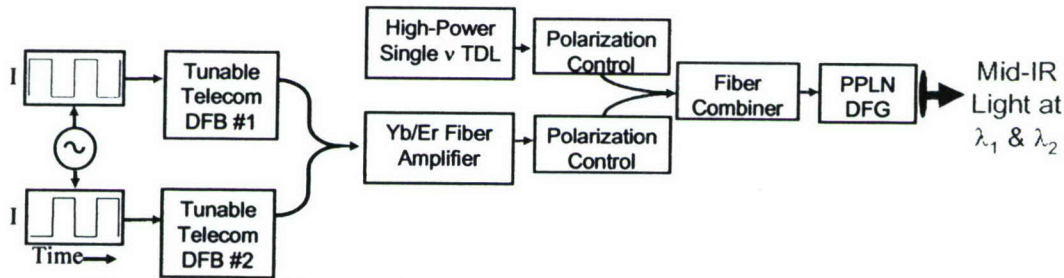 I
Tunable
Telecom
DFB #1
I
Time
Tunable
Telecom
DFB #2
High-Power
Single ν TDL
Polarization
Control
Yb/Er Fiber
Amplifier
Polarization
Control
Fiber
Combiner
PPLN
DFG
Mid-IR
Light at
λ₁ & λ₂